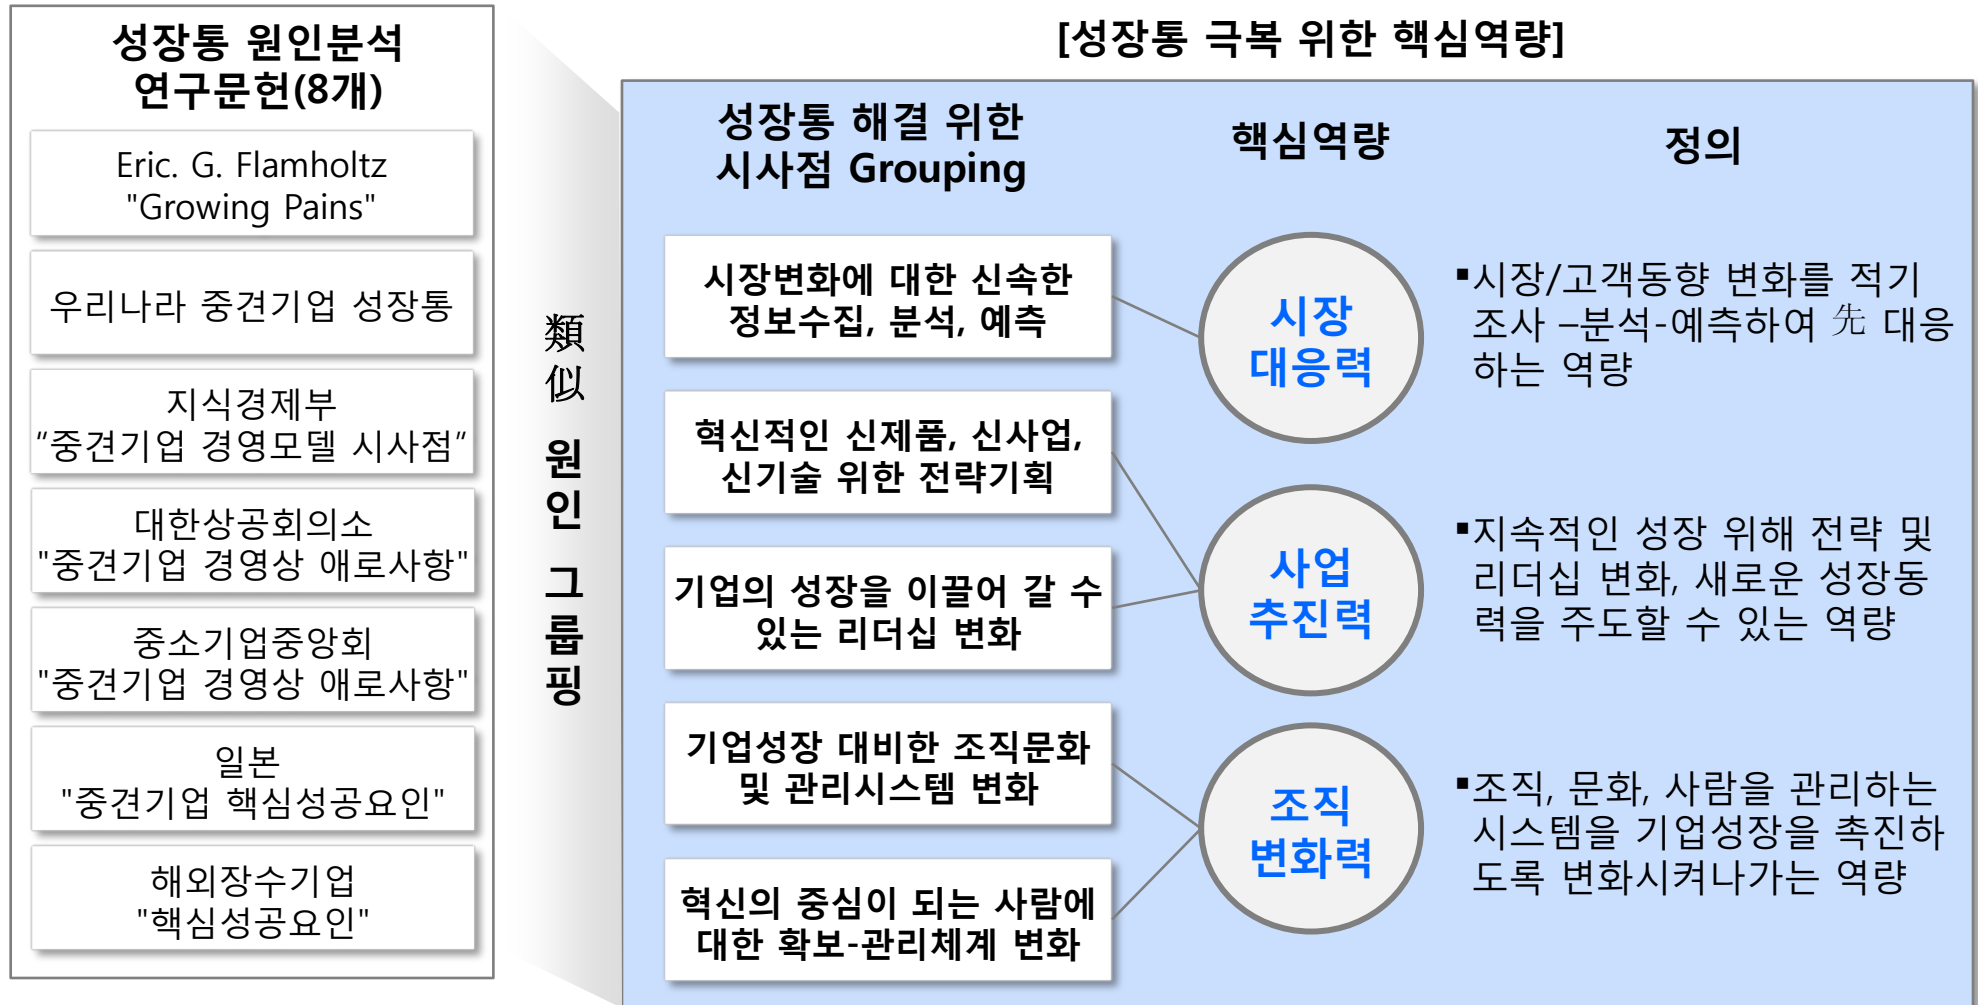 성장통 원인분석
연구문헌(8개)
Eric. G. Flamholtz
"Growing Pains"
우리나라 중견기업 성장통
지식경제부
“중견기업 경영모델 시사점”
대한상공회의소
"중견기업 경영상 애로사항"
중소기업중앙회
"중견기업 경영상 애로사항"
일본
"중견기업 핵심성공요인"
해외장수기업
"핵심성공요인"
類似 원인 그룹핑
[성장통 극복 위한 핵심역량]
성장통 해결 위한
시사점 Grouping
핵심역량
정의
시장변화에 대한 신속한
정보수집, 분석, 예측
시장
대응력
▪시장/고객동향 변화를 적기
조사 –분석-예측하여 先 대응
하는 역량
혁신적인 신제품, 신사업,
신기술 위한 전략기획
기업의 성장을 이끌어 갈 수
있는 리더십 변화
사업
추진력
▪지속적인 성장 위해 전략 및
리더십 변화, 새로운 성장동
력을 주도할 수 있는 역량
기업성장 대비한 조직문화
및 관리시스템 변화
혁신의 중심이 되는 사람에
대한 확보-관리체계 변화
조직
변화력
▪조직, 문화, 사람을 관리하는
시스템을 기업성장을 촉진하
도록 변화시켜나가는 역량